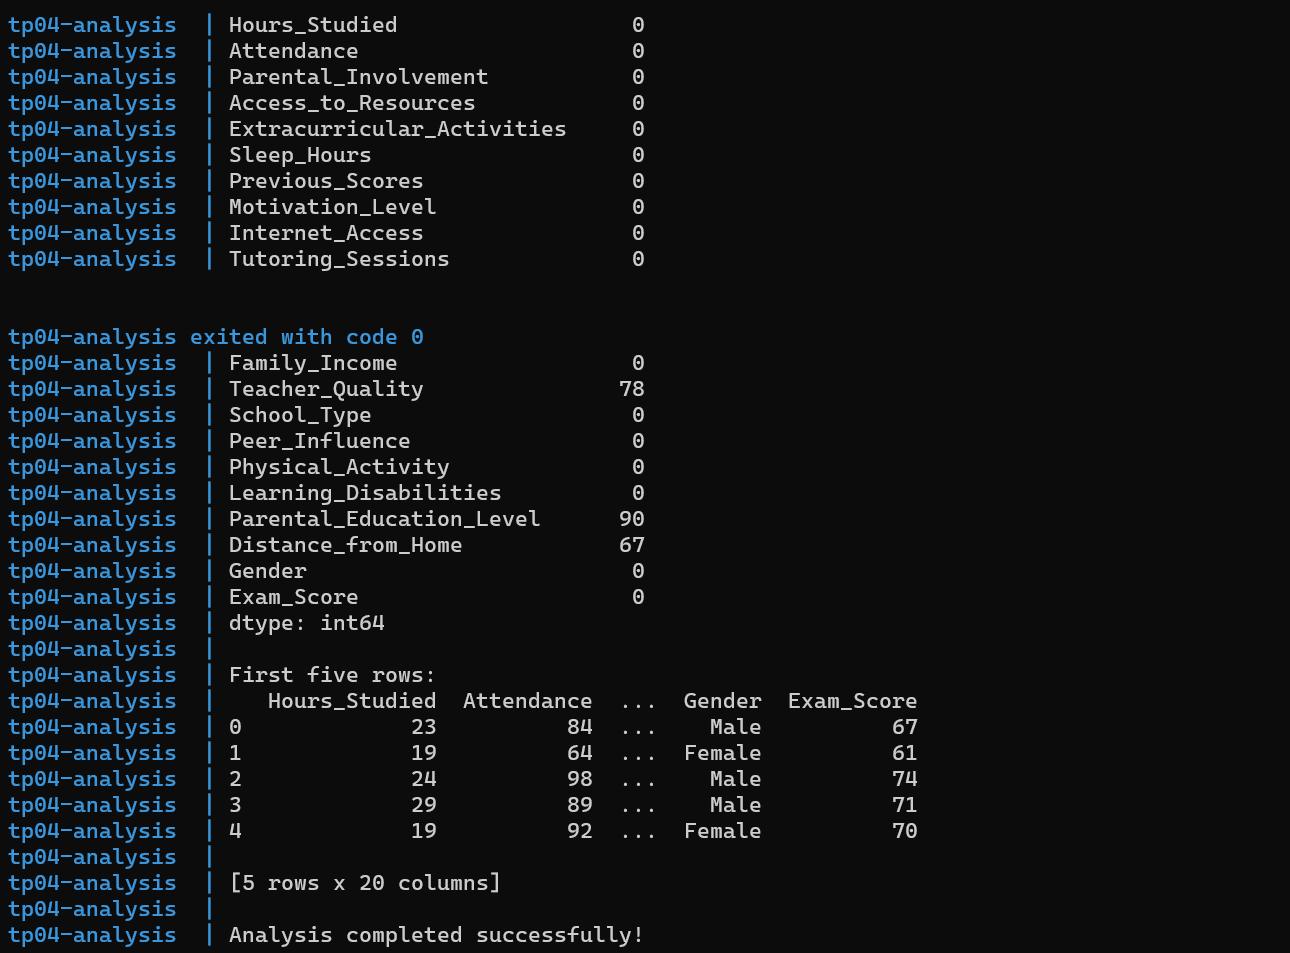 tp04-analysis  | Hours_Studied                  0
tp04-analysis  | Attendance                     0
tp04-analysis  | Parental_Involvement           0
tp04-analysis  | Access_to_Resources            0
tp04-analysis  | Extracurricular_Activities     0
tp04-analysis  | Sleep_Hours                    0
tp04-analysis  | Previous_Scores                0
tp04-analysis  | Motivation_Level               0
tp04-analysis  | Internet_Access                0
tp04-analysis  | Tutoring_Sessions              0
tp04-analysis exited with code 0
tp04-analysis  | Family_Income                  0
tp04-analysis  | Teacher_Quality               78
tp04-analysis  | School_Type                    0
tp04-analysis  | Peer_Influence                 0
tp04-analysis  | Physical_Activity              0
tp04-analysis  | Learning_Disabilities          0
tp04-analysis  | Parental_Education_Level      90
tp04-analysis  | Distance_from_Home            67
tp04-analysis  | Gender                         0
tp04-analysis  | Exam_Score                     0
tp04-analysis  | dtype: int64
tp04-analysis  |
tp04-analysis  | First five rows:
tp04-analysis  |    Hours_Studied  Attendance  ...  Gender  Exam_Score
tp04-analysis  | 0             23          84  ...    Male          67
tp04-analysis  | 1             19          64  ...  Female          61
tp04-analysis  | 2             24          98  ...    Male          74
tp04-analysis  | 3             29          89  ...    Male          71
tp04-analysis  | 4             19          92  ...  Female          70
tp04-analysis  |
tp04-analysis  | [5 rows x 20 columns]
tp04-analysis  |
tp04-analysis  | Analysis completed successfully!